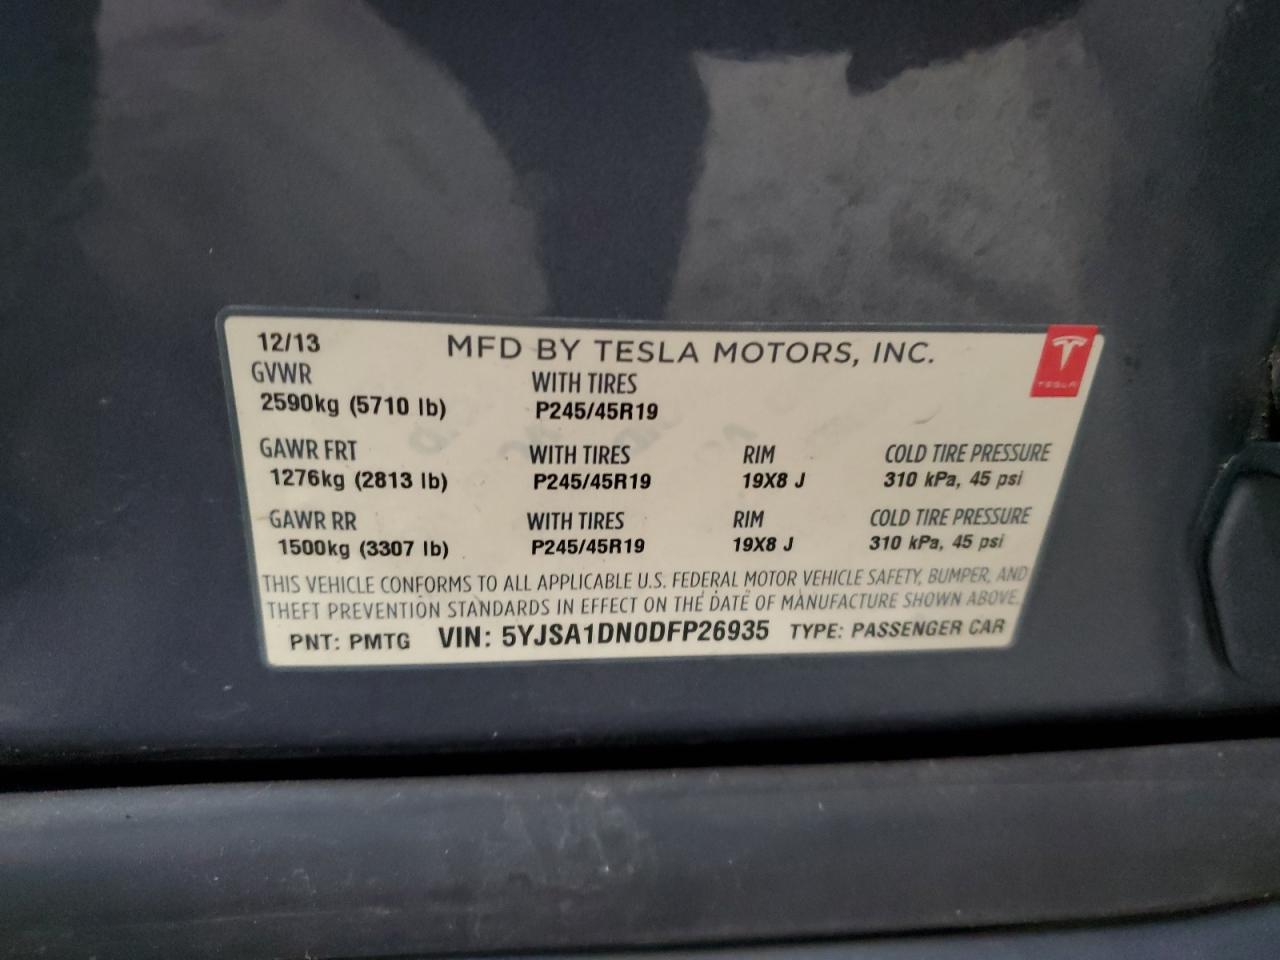 12/13 MFD BY TESLA MOTORS, INC.
TESLA
GVWR WITH TIRES
2590kg (5710 lb) P245/45R19
GAWR FRT WITH TIRES RIM COLD TIRE PRESSURE
1276kg (2813 lb) P245/45R19 19X8 J 310 kPa, 45 psi
GAWR RR WITH TIRES RIM COLD TIRE PRESSURE
1500kg (3307 lb) P245/45R19 19X8 J 310 kPa, 45 psi
THIS VEHICLE CONFORMS TO ALL APPLICABLE U.S. FEDERAL MOTOR VEHICLE SAFETY, BUMPER, AND
THEFT PREVENTION STANDARDS IN EFFECT ON THE DATE OF MANUFACTURE SHOWN ABOVE.
PNT: PMTG VIN: 5YJSA1DN0DFP26935 TYPE: PASSENGER CAR